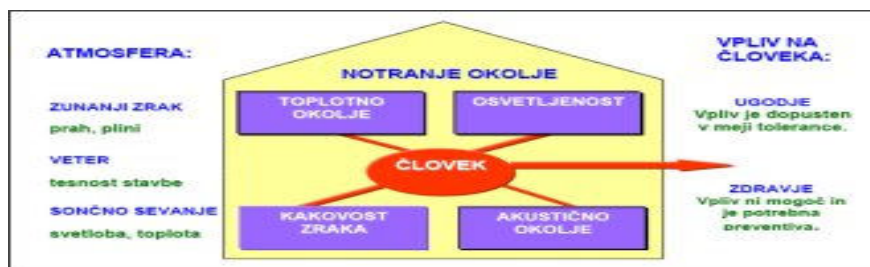 ATMOSFERA:
ZUNANJI ZRAK
prah, plini
VETER
tesnost stavbe
SONČNO SEVANJE
svetloba, toplota
NOTRANJE OKOLJE
TOPLOTNO
OKOLJE
OSVETLJENOST
ČLOVEK
KAKOVOST
ZRAKA
AKUSTIČNO
OKOLJE
VPLIV NA
ČLOVEKA:
UGODJE
Vpliv je dopusten
v meji tolerance.
ZDRAVJE
Vpliv ni mogoč in
je potrebna
preventiva.